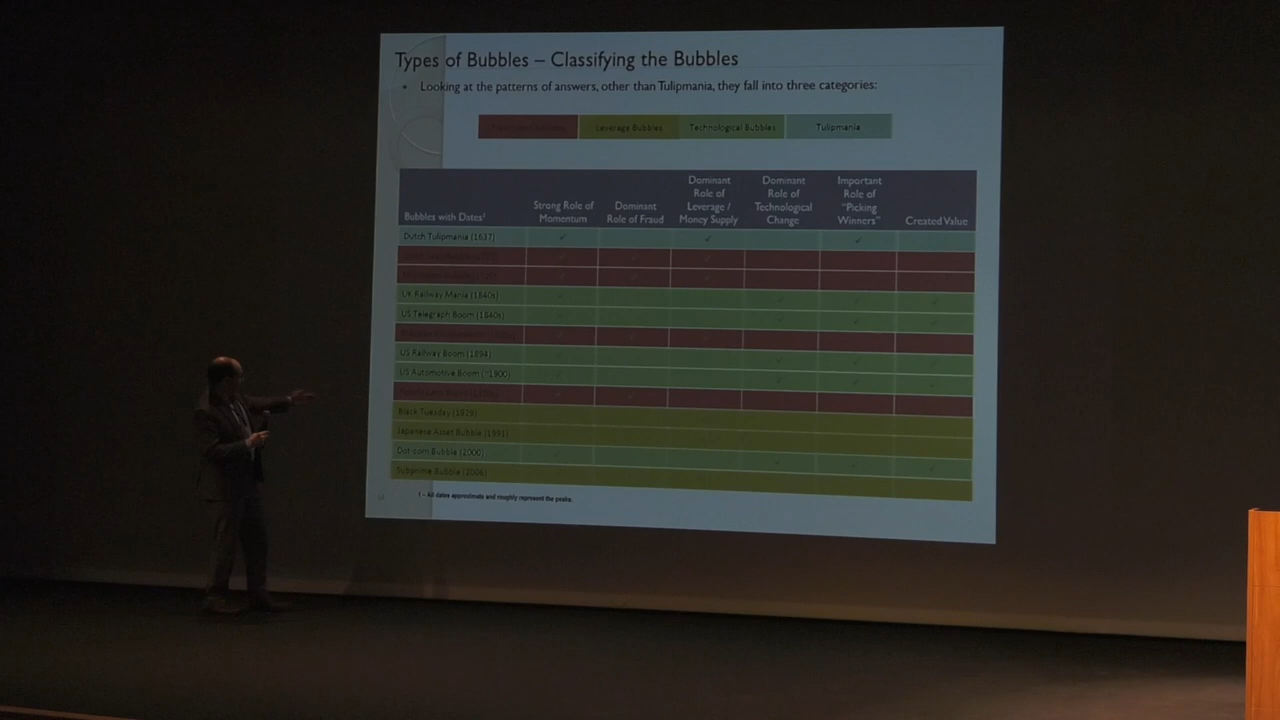 Types of Bubbles – Classifying the Bubbles
• Looking at the patterns of answers, other than Tulipmania, they fall into three categories:
Leverage Bubbles Technological Bubbles Tulipmania
Bubbles with Dates¹ Strong Role of Momentum Dominant Role of Fraud Dominant Role of Leverage / Money Supply Dominant Role of Technological Change Important Role of "Picking Winners" Created Value
Dutch Tulipmania (1637) ✓ ✓ ✓
UK Railway Mania (1840s)
US Telegraph Boom (1840s)
US Railway Boom (1894)
US Automotive Boom (~1900)
Black Tuesday (1929)
Japanese Asset Bubble (1991)
Dot-com Bubble (2000)
Subprime Bubble (2006)
1 – All dates approximate and roughly represent the peaks.